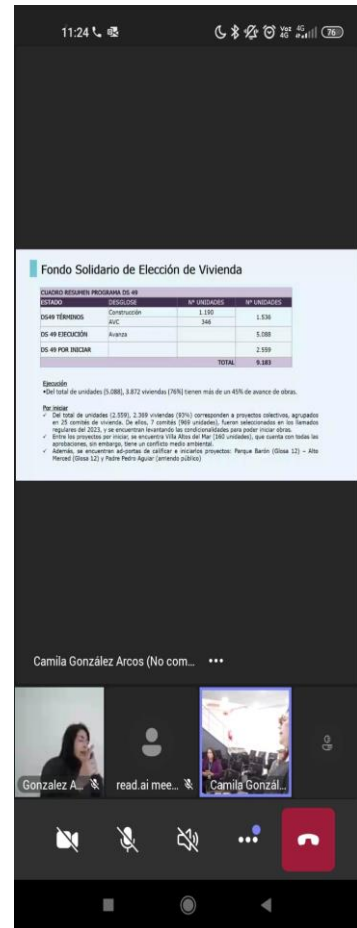 11:24
Voz 4G 4G 76
Fondo Solidario de Elección de Vivienda
CUADRO RESUMEN PROGRAMA DS 49
ESTADO DESGLOSE N° UNIDADES N° UNIDADES
DS49 TÉRMINOS Construcción 1.190 1.536
AVC 346
DS 49 EJECUCIÓN Avanza 5.088
DS 49 POR INICIAR 2.559
TOTAL 9.183
Ejecución
•Del total de unidades (5.088), 3.872 viviendas (76%) tienen más de un 45% de avance de obras.
Por iniciar
✓ Del total de unidades (2.559), 2.369 viviendas (93%) corresponden a proyectos colectivos, agrupados
en 25 comités de vivienda. De ellos, 7 comités (969 unidades), fueron seleccionados en los llamados
regulares del 2023, y se encuentran levantando las condicionalidades para poder iniciar obras.
✓ Entre los proyectos por iniciar, se encuentra Villa Altos del Mar (160 unidades), que cuenta con todas las
aprobaciones, sin embargo, tiene un conflicto medio ambiental.
✓ Además, se encuentran ad-portas de calificar e iniciarlos proyectos: Parque Barón (Glosa 12) – Alto
Merced (Glosa 12) y Padre Pedro Aguiar (arriendo público)
Camila González Arcos (No com... •••
Gonzalez A...
read.ai mee...
Camila Gonzál...